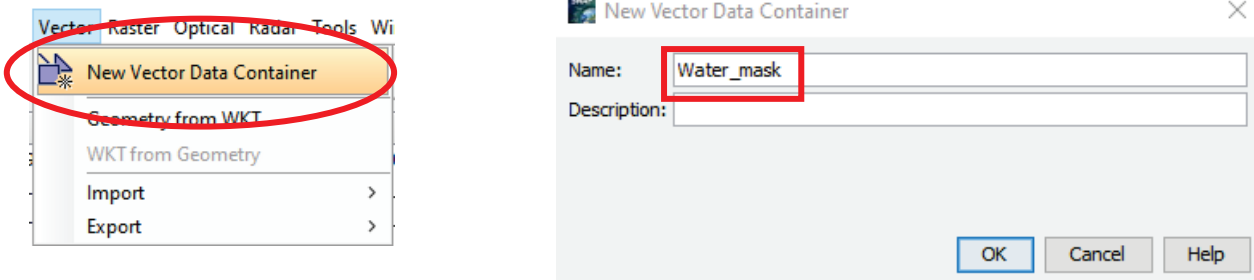 Vector Raster Optical Radar Tools Wi
New Vector Data Container
Geometry from WKT
WKT from Geometry
Import
Export
New Vector Data Container
Name: Water_mask
Description:
OK Cancel Help